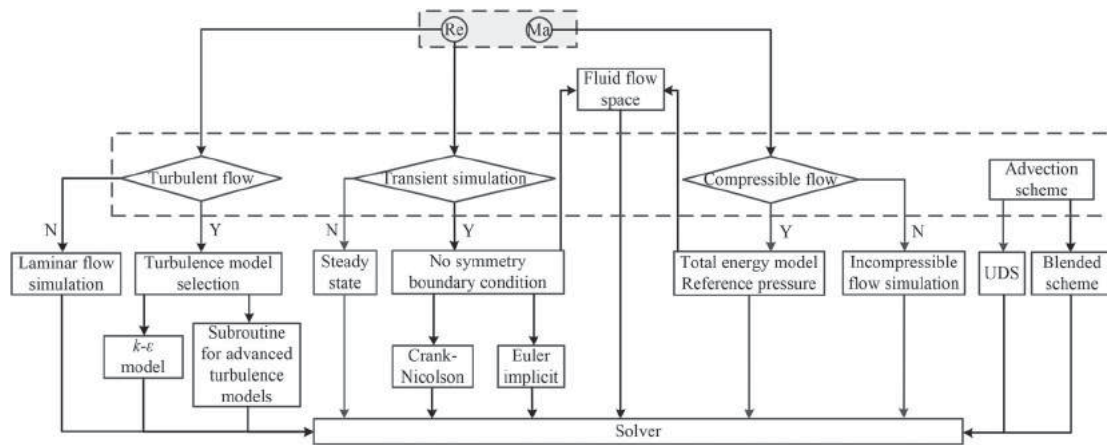 Re
Ma
Fluid flow
space
Turbulent flow
Transient simulation
Compressible flow
Advection
scheme
N
Y
N
Y
Y
N
Laminar flow
simulation
Turbulence model
selection
Steady
state
No symmetry
boundary condition
Total energy model
Reference pressure
Incompressible
flow simulation
UDS
Blended
scheme
k-ε
model
Subroutine
for advanced
turbulence
models
Crank-
Nicolson
Euler
implicit
Solver